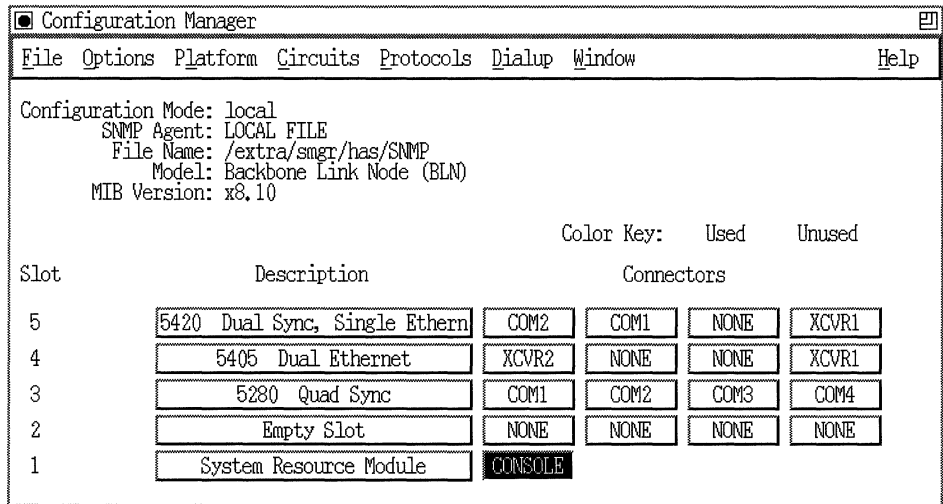 Configuration Manager
File Options Platform Circuits Protocols Dialup Window Help
Configuration Mode: local
SNMP Agent: LOCAL FILE
File Name: /extra/smgr/has/SNMP
Model: Backbone Link Node (BLN)
MIB Version: x8.10
Color Key: Used Unused
Slot Description Connectors
5 5420 Dual Sync, Single Ethern COM2 COM1 NONE XCVR1
4 5405 Dual Ethernet XCVR2 NONE NONE XCVR1
3 5280 Quad Sync COM1 COM2 COM3 COM4
2 Empty Slot NONE NONE NONE NONE
1 System Resource Module CONSOLE